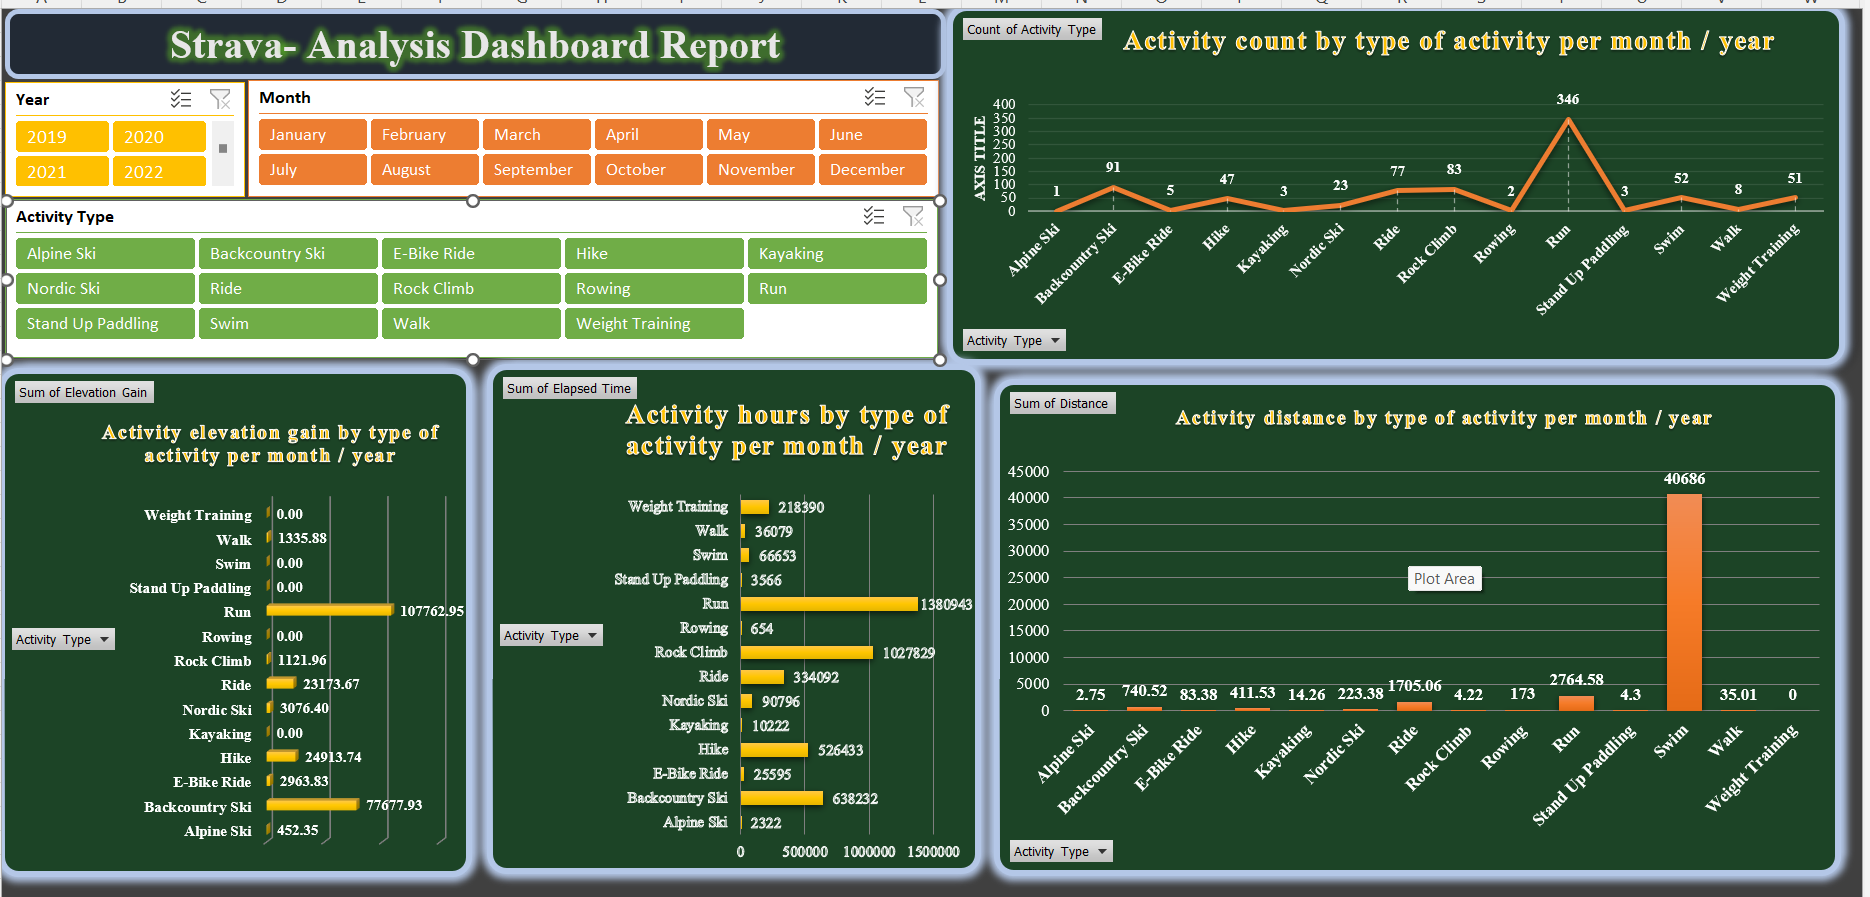 Strava- Analysis Dashboard Report
Year
2019 2020
2021 2022
Month
January February March April May June
July August September October November December
Activity Type
Alpine Ski Backcountry Ski E-Bike Ride Hike Kayaking
Nordic Ski Ride Rock Climb Rowing Run
Stand Up Paddling Swim Walk Weight Training
Count of Activity Type
Activity count by type of activity per month / year
AXIS TITLE
400
350
300
250
200
150
100
50
0
1 91 5 47 3 23 77 83 2 346 3 52 8 51
Alpine Ski Backcountry Ski E-Bike Ride Hike Kayaking Nordic Ski Ride Rock Climb Rowing Run Stand Up Paddling Swim Walk Weight Training
Activity Type
Sum of Elevation Gain
Activity elevation gain by type of
activity per month / year
Weight Training 0.00
Walk 1335.88
Swim 0.00
Stand Up Paddling 0.00
Run 107762.95
Rowing 0.00
Rock Climb 1121.96
Ride 23173.67
Nordic Ski 3076.40
Kayaking 0.00
Hike 24913.74
E-Bike Ride 2963.83
Backcountry Ski 77677.93
Alpine Ski 452.35
Activity Type
Sum of Elapsed Time
Activity hours by type of
activity per month / year
Weight Training 218390
Walk 36079
Swim 66653
Stand Up Paddling 3566
Run 1380943
Rowing 654
Rock Climb 1027829
Ride 334092
Nordic Ski 90796
Kayaking 10222
Hike 526433
E-Bike Ride 25595
Backcountry Ski 638232
Alpine Ski 2322
0 500000 1000000 1500000
Activity Type
Sum of Distance
Activity distance by type of activity per month / year
45000
40000
35000
30000
25000
20000
15000
10000
5000
0
2.75 740.52 83.38 411.53 14.26 223.38 1705.06 4.22 173 2764.58 4.3 40686 35.01 0
Plot Area
Alpine Ski Backcountry Ski E-Bike Ride Hike Kayaking Nordic Ski Ride Rock Climb Rowing Run Stand Up Paddling Swim Walk Weight Training
Activity Type